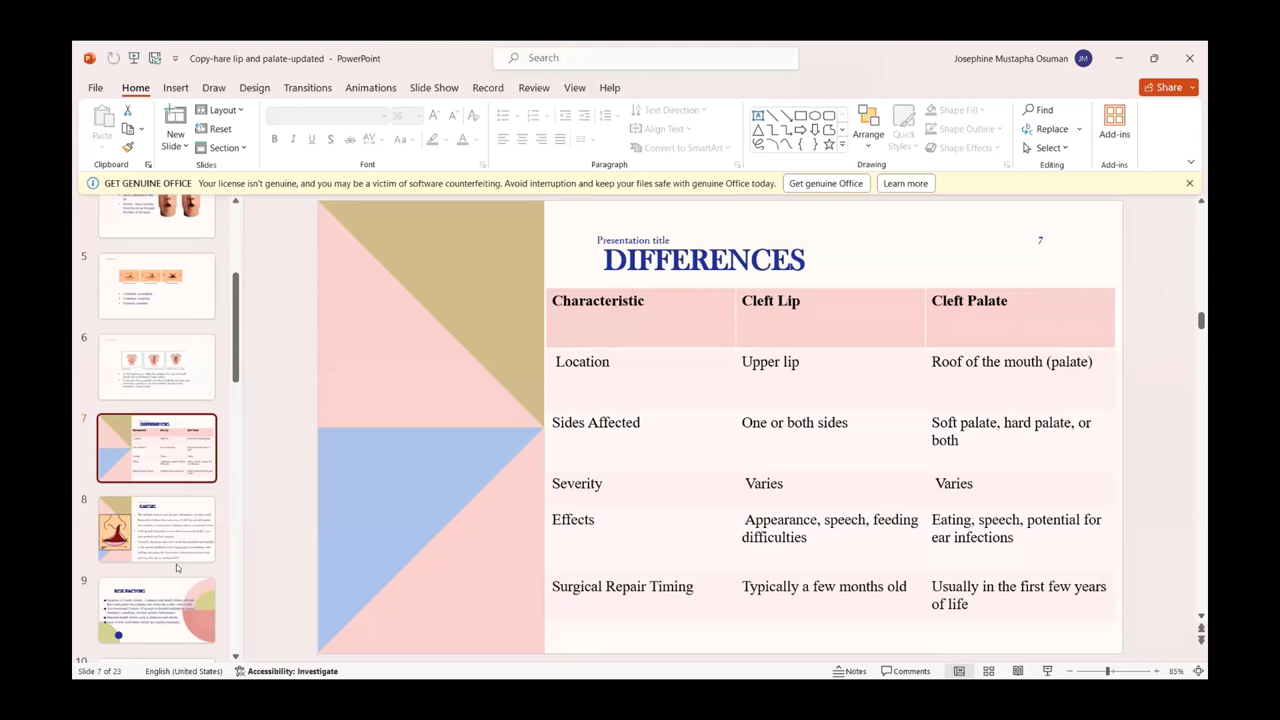 Copy-hare lip and palate-updated - PowerPoint
Search
Josephine Mustapha Osuman
JM
File Home Insert Draw Design Transitions Animations Slide Show Record Review View Help
Share
Paste
Clipboard
New
Slide
Layout
Reset
Section
Slides
36
Font
Text Direction
Align Text
Convert to SmartArt
Paragraph
Arrange
Quick
Styles
Shape Fill
Shape Outline
Shape Effects
Drawing
Find
Replace
Select
Editing
Add-ins
Add-ins
GET GENUINE OFFICE Your license isn't genuine, and you may be a victim of software counterfeiting. Avoid interruption and keep your files safe with genuine Office today. Get genuine Office Learn more
5
6
7
DIFFERENCES
8
CAUSES
9
RISK FACTORS
10
Presentation title 7
DIFFERENCES
Characteristic Cleft Lip Cleft Palate
Location Upper lip Roof of the mouth (palate)
Sides Affected One or both sides Soft palate, hard palate, or
both
Severity Varies Varies
Effects Appearance, speech, feeding Eating, speech, potential for
difficulties ear infections
Surgical Repair Timing Typically a few months old Usually in the first few years
of life
Slide 7 of 23 English (United States) Accessibility: Investigate Notes Comments 85%